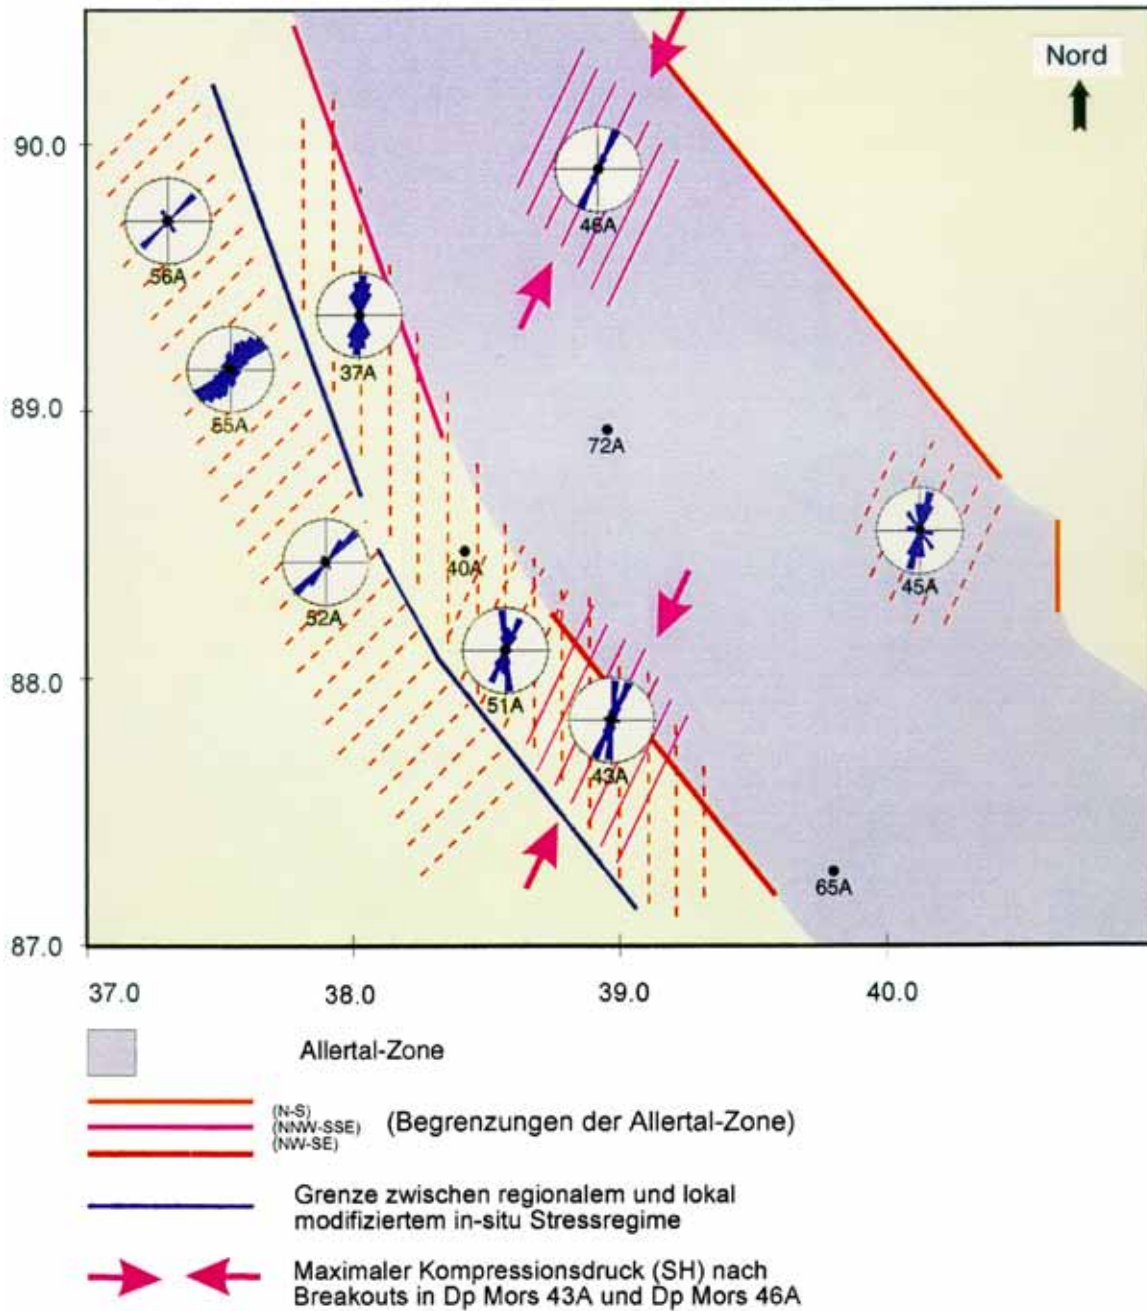 Nord
90.0
46A
56A
37A
89.0
55A
72A
40A
45A
52A
88.0
51A
43A
65A
87.0
37.0 38.0 39.0 40.0
Allertal-Zone
(N-S)
(NNW-SSE) (Begrenzungen der Allertal-Zone)
(NW-SE)
Grenze zwischen regionalem und lokal
modifiziertem in-situ Stressregime
Maximaler Kompressionsdruck (SH) nach
Breakouts in Dp Mors 43A und Dp Mors 46A